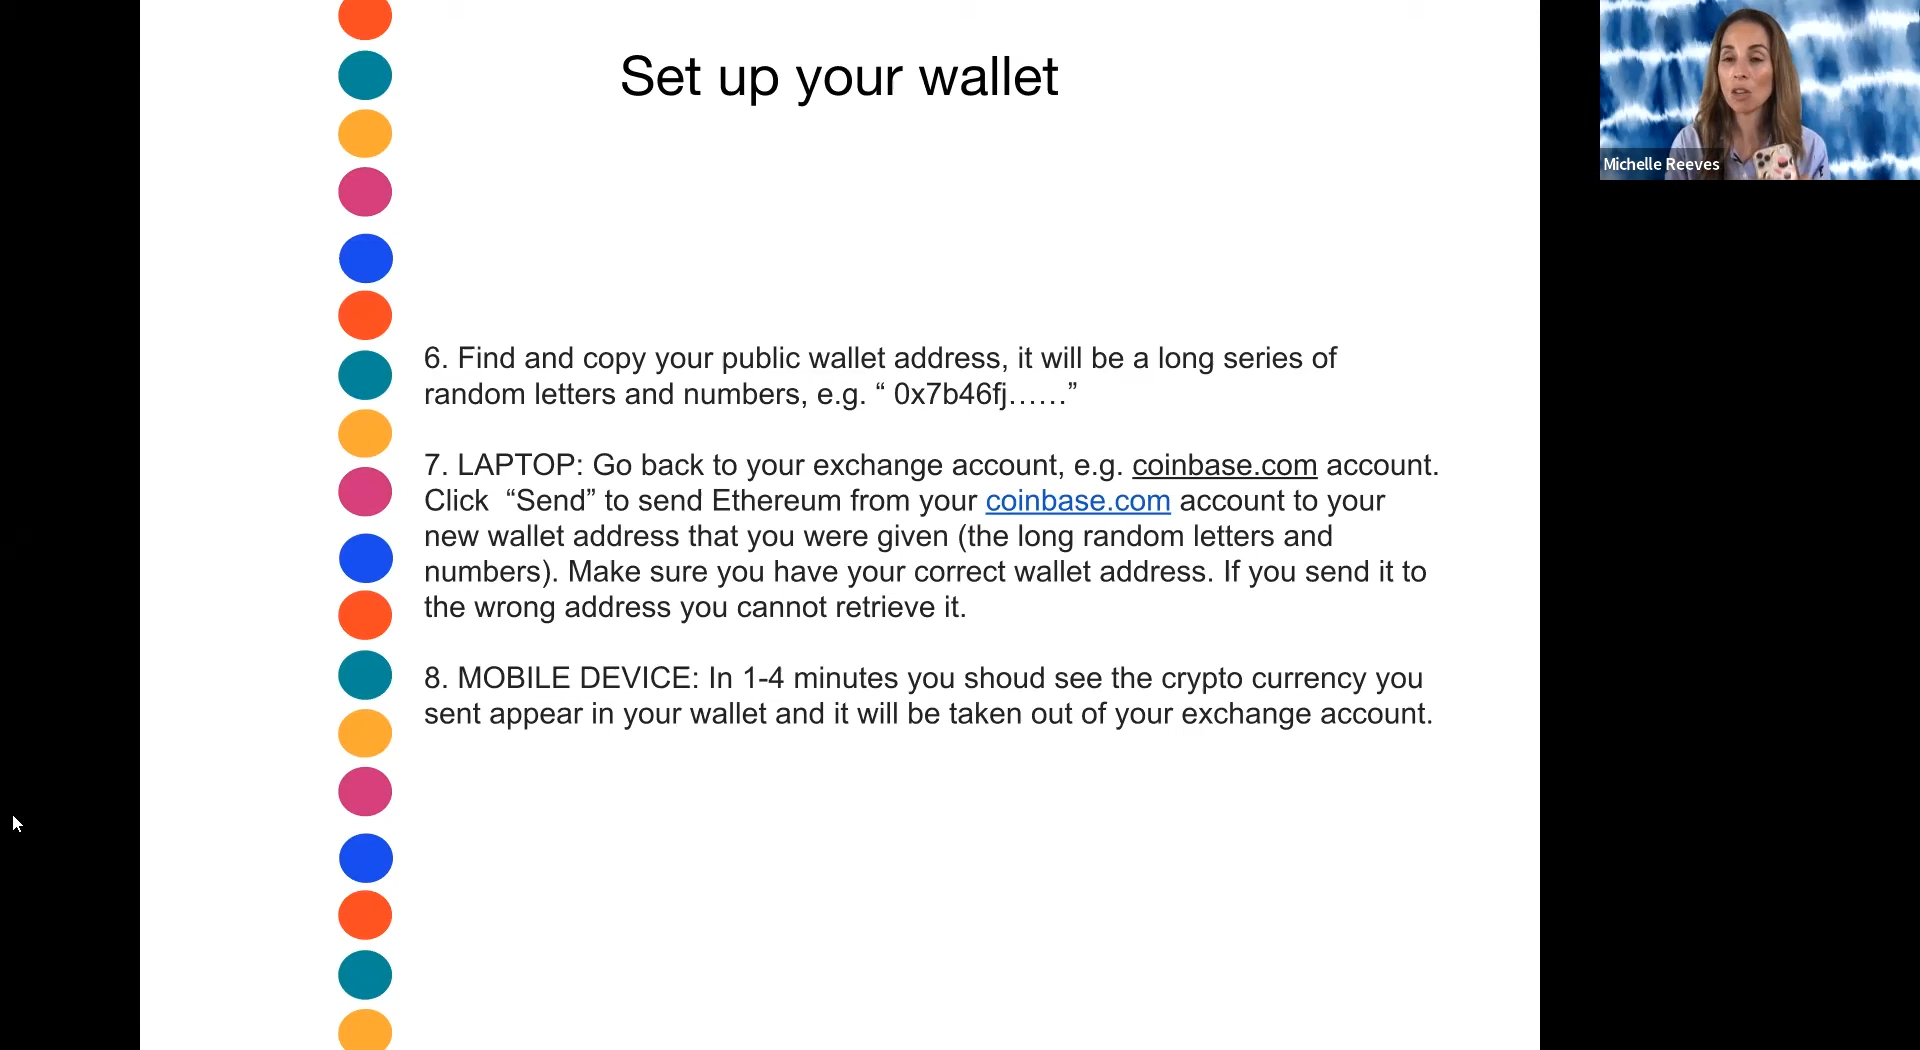 Set up your wallet
Michelle Reeves
6. Find and copy your public wallet address, it will be a long series of
random letters and numbers, e.g. “ 0x7b46fj……”
7. LAPTOP: Go back to your exchange account, e.g. coinbase.com account.
Click  “Send” to send Ethereum from your coinbase.com account to your
new wallet address that you were given (the long random letters and
numbers). Make sure you have your correct wallet address. If you send it to
the wrong address you cannot retrieve it.
8. MOBILE DEVICE: In 1-4 minutes you shoud see the crypto currency you
sent appear in your wallet and it will be taken out of your exchange account.